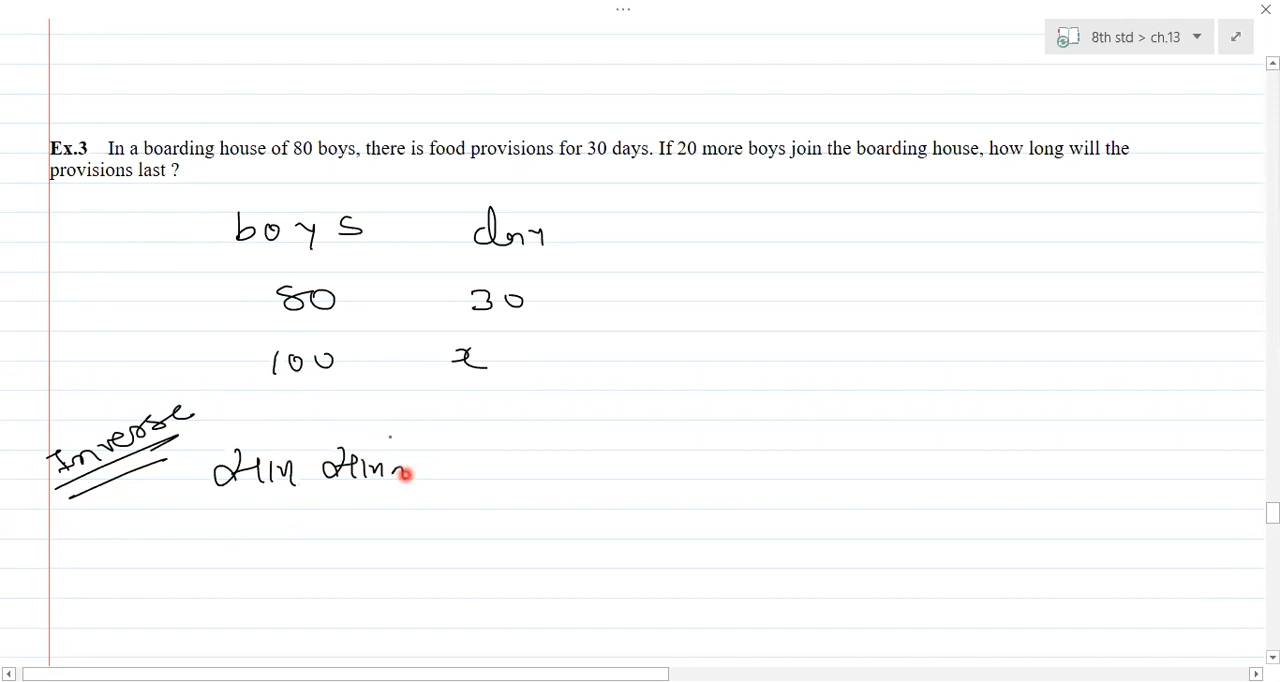 8th std > ch.13
Ex.3 In a boarding house of 80 boys, there is food provisions for 30 days. If 20 more boys join the boarding house, how long will the
provisions last ?
boys day
80 30
100 x
Inverse